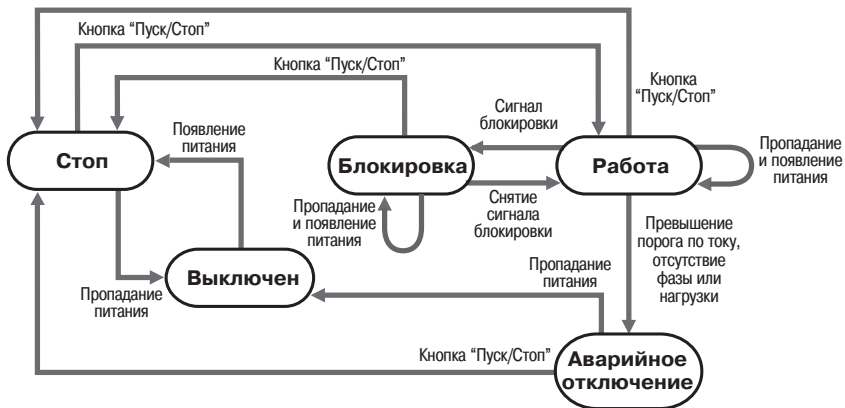 Кнопка “Пуск/Стоп”
Кнопка “Пуск/Стоп”
Кнопка
“Пуск/Стоп”
Появление
питания
Сигнал
блокировки
Пропадание
и появление
питания
Стоп
Блокировка
Работа
Пропадание
и появление
питания
Снятие
сигнала
блокировки
Превышение
порога по току,
отсутствие
фазы или
нагрузки
Выключен
Пропадание
питания
Пропадание
питания
Кнопка “Пуск/Стоп”
Аварийное
отключение